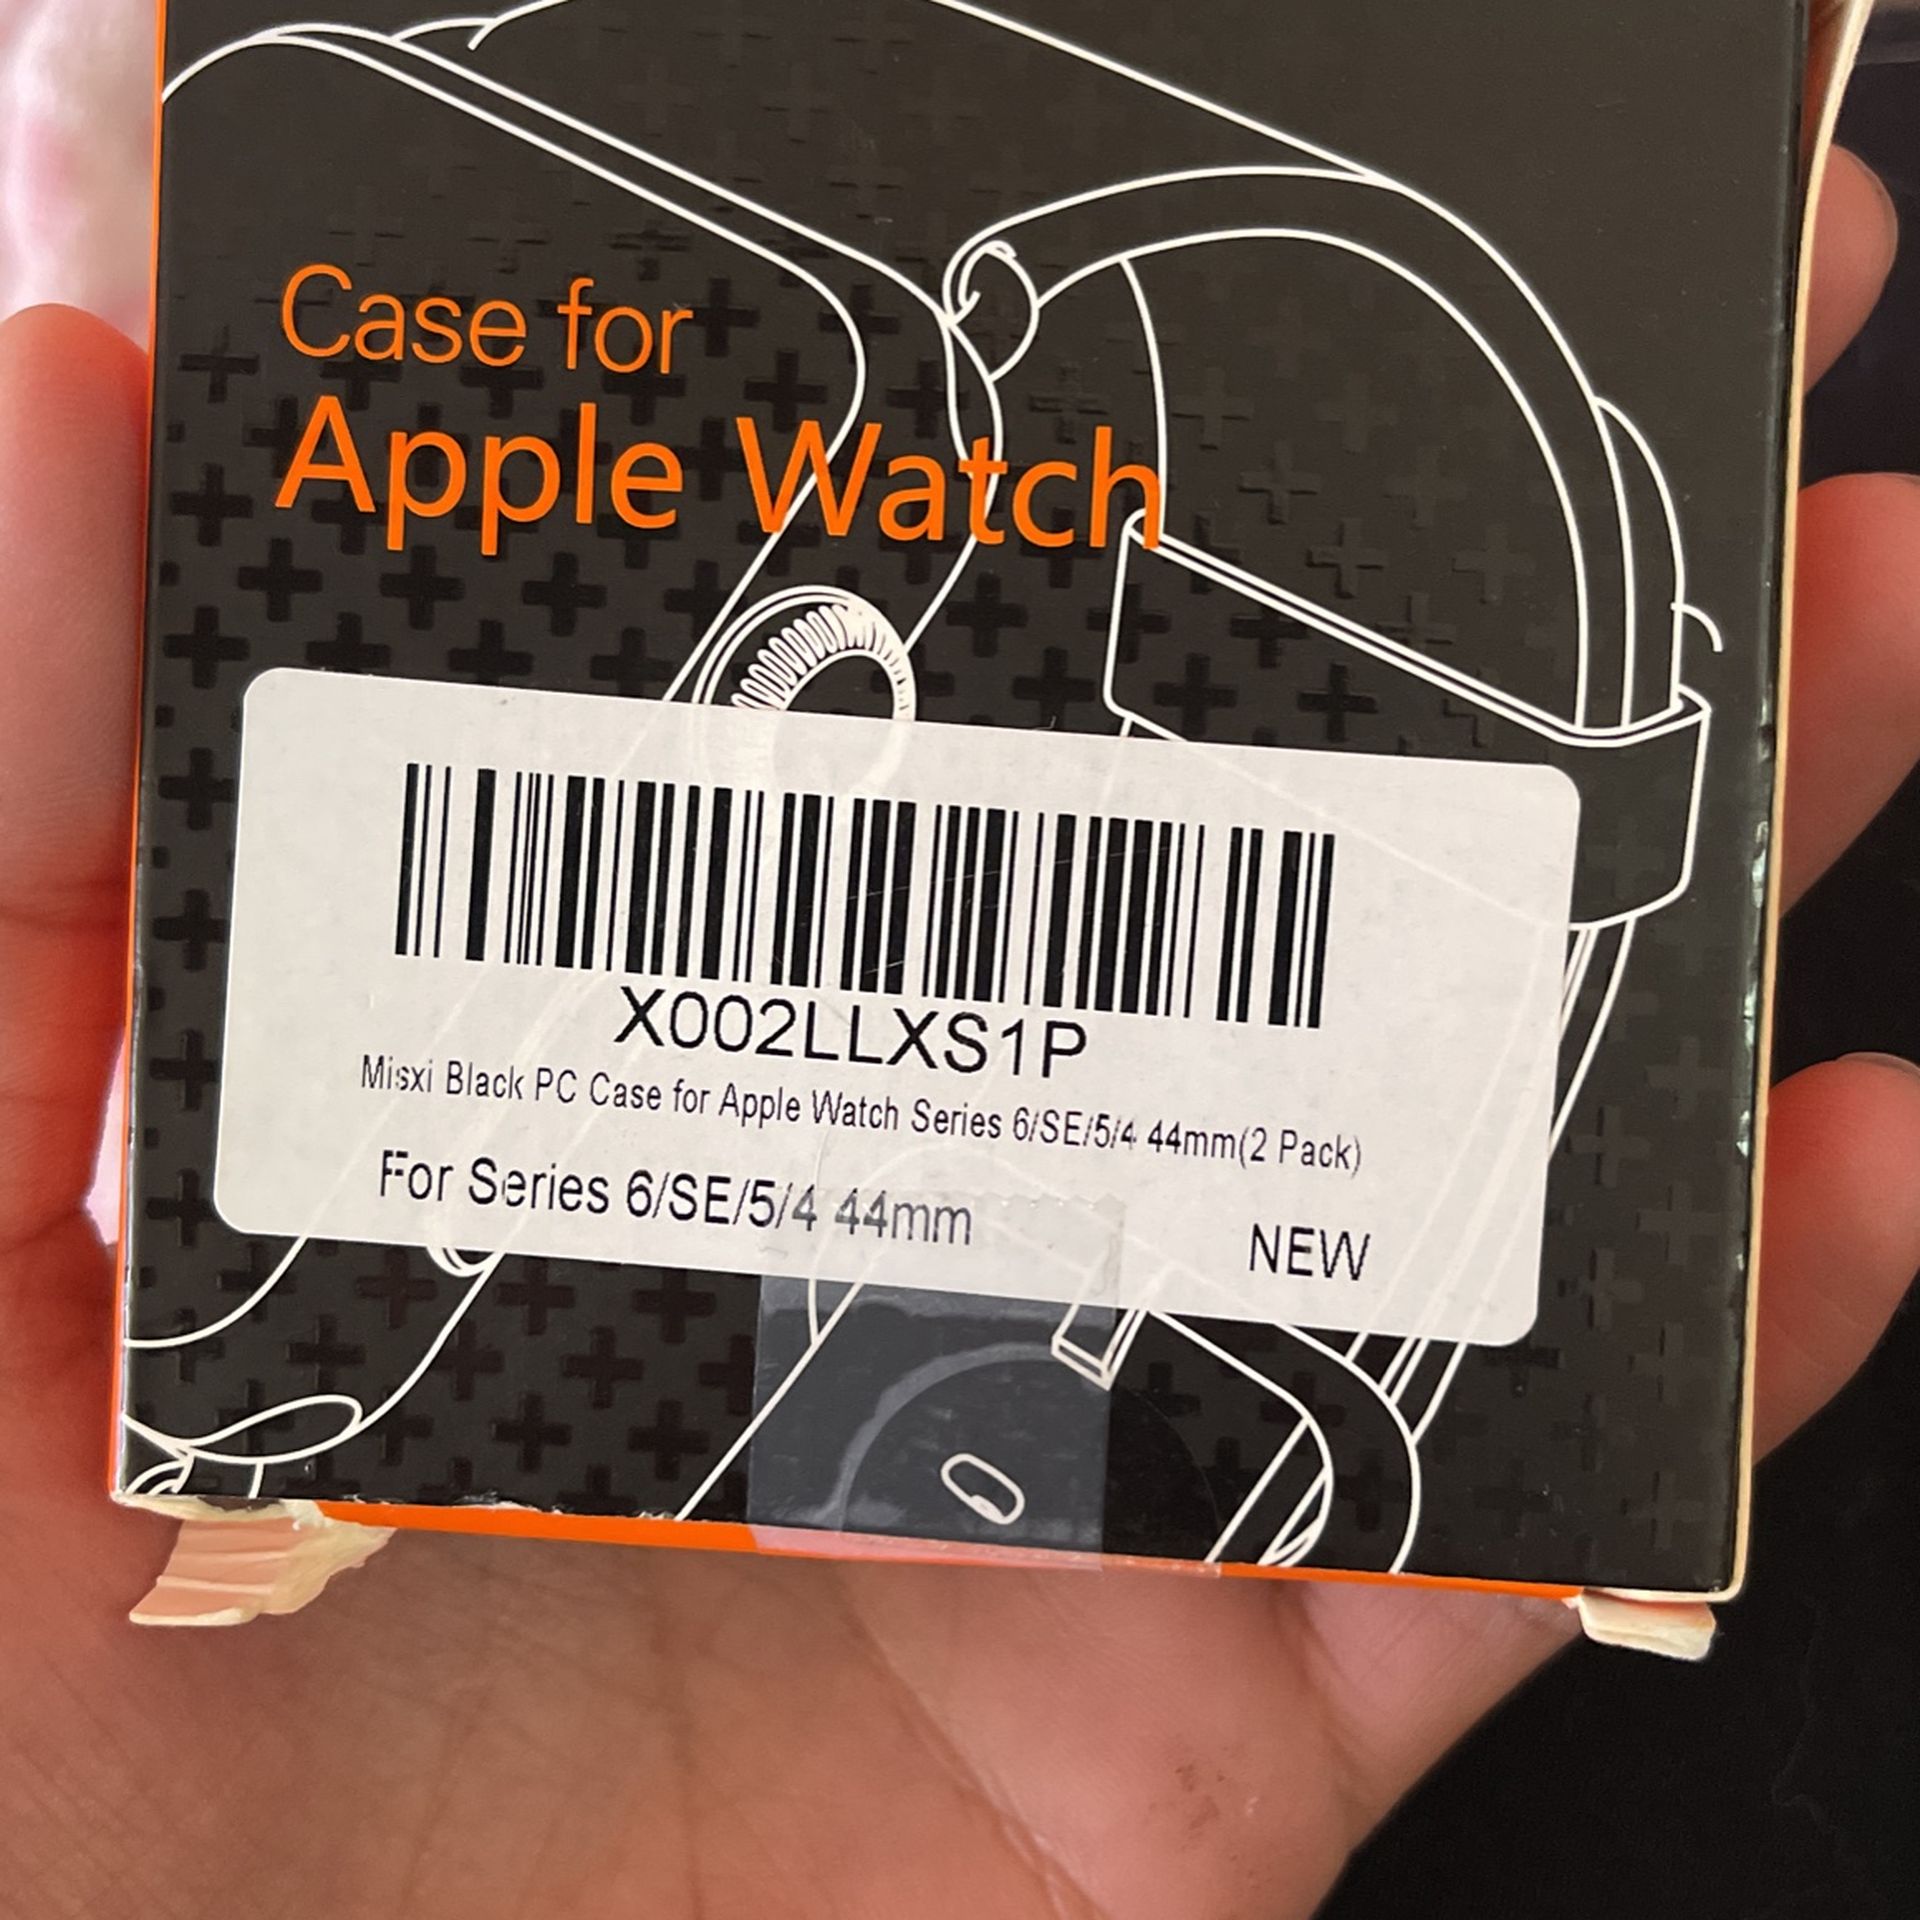 Case for
Apple Watch
X002LLXS1P
Misxi Black PC Case for Apple Watch Series 6/SE/5/4 44mm(2 Pack)
For Series 6/SE/5/4 44mm
NEW